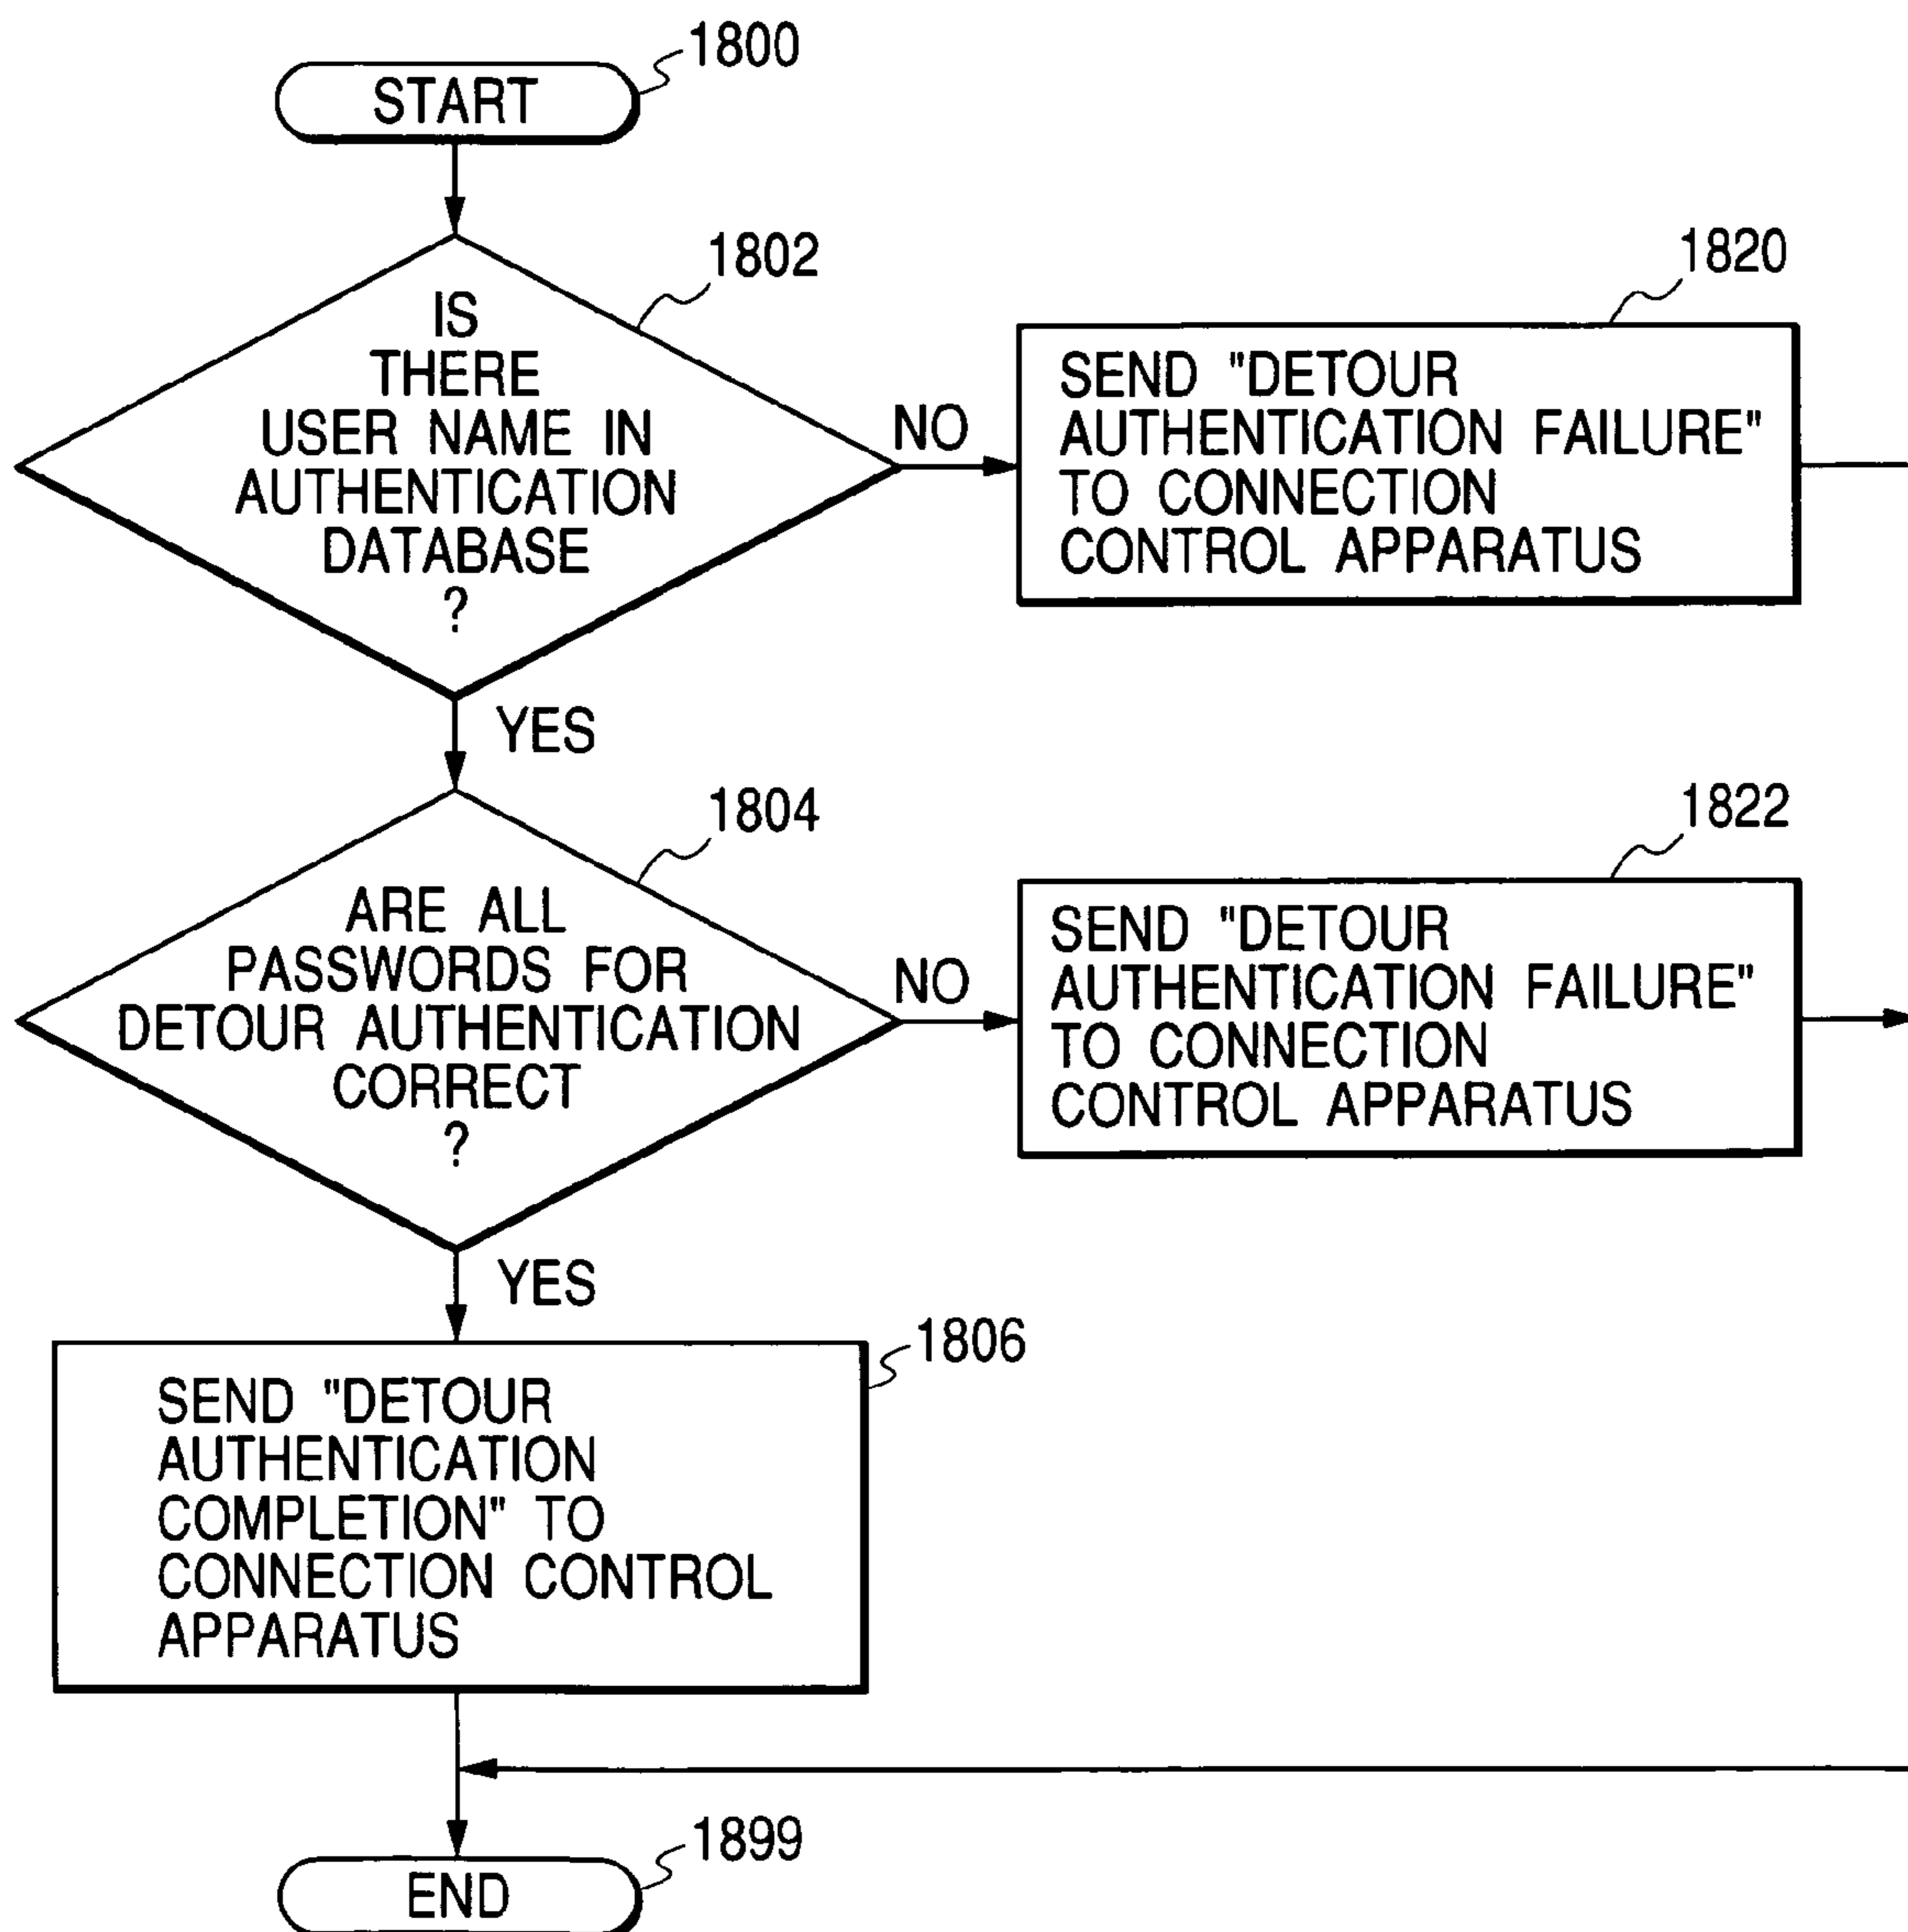 1800
START
1802
IS
THERE
USER NAME IN
AUTHENTICATION
DATABASE
?
NO
1820
SEND "DETOUR
AUTHENTICATION FAILURE"
TO CONNECTION
CONTROL APPARATUS
YES
1804
ARE ALL
PASSWORDS FOR
DETOUR AUTHENTICATION
CORRECT
?
NO
1822
SEND "DETOUR
AUTHENTICATION FAILURE"
TO CONNECTION
CONTROL APPARATUS
YES
1806
SEND "DETOUR
AUTHENTICATION
COMPLETION" TO
CONNECTION CONTROL
APPARATUS
1899
END